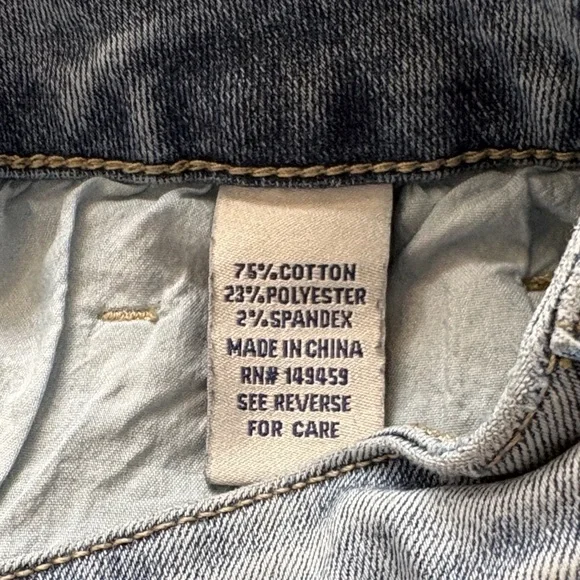 75%COTTON
23%POLYESTER
2%SPANDEX
MADE IN CHINA
RN# 149459
SEE REVERSE
FOR CARE